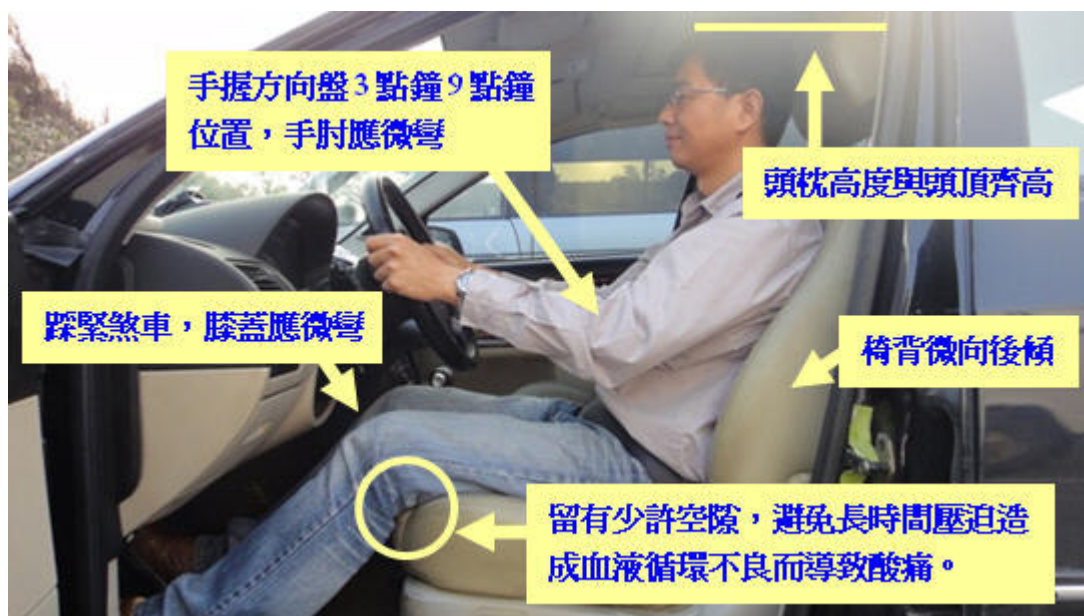 手握方向盤3點鐘9點鐘
位置，手肘應微彎
頭枕高度與頭頂齊高
踩緊煞車，膝蓋應微彎
椅背微向後傾
留有少許空隙，避免長時間壓迫造
成血液循環不良而導致酸痛。